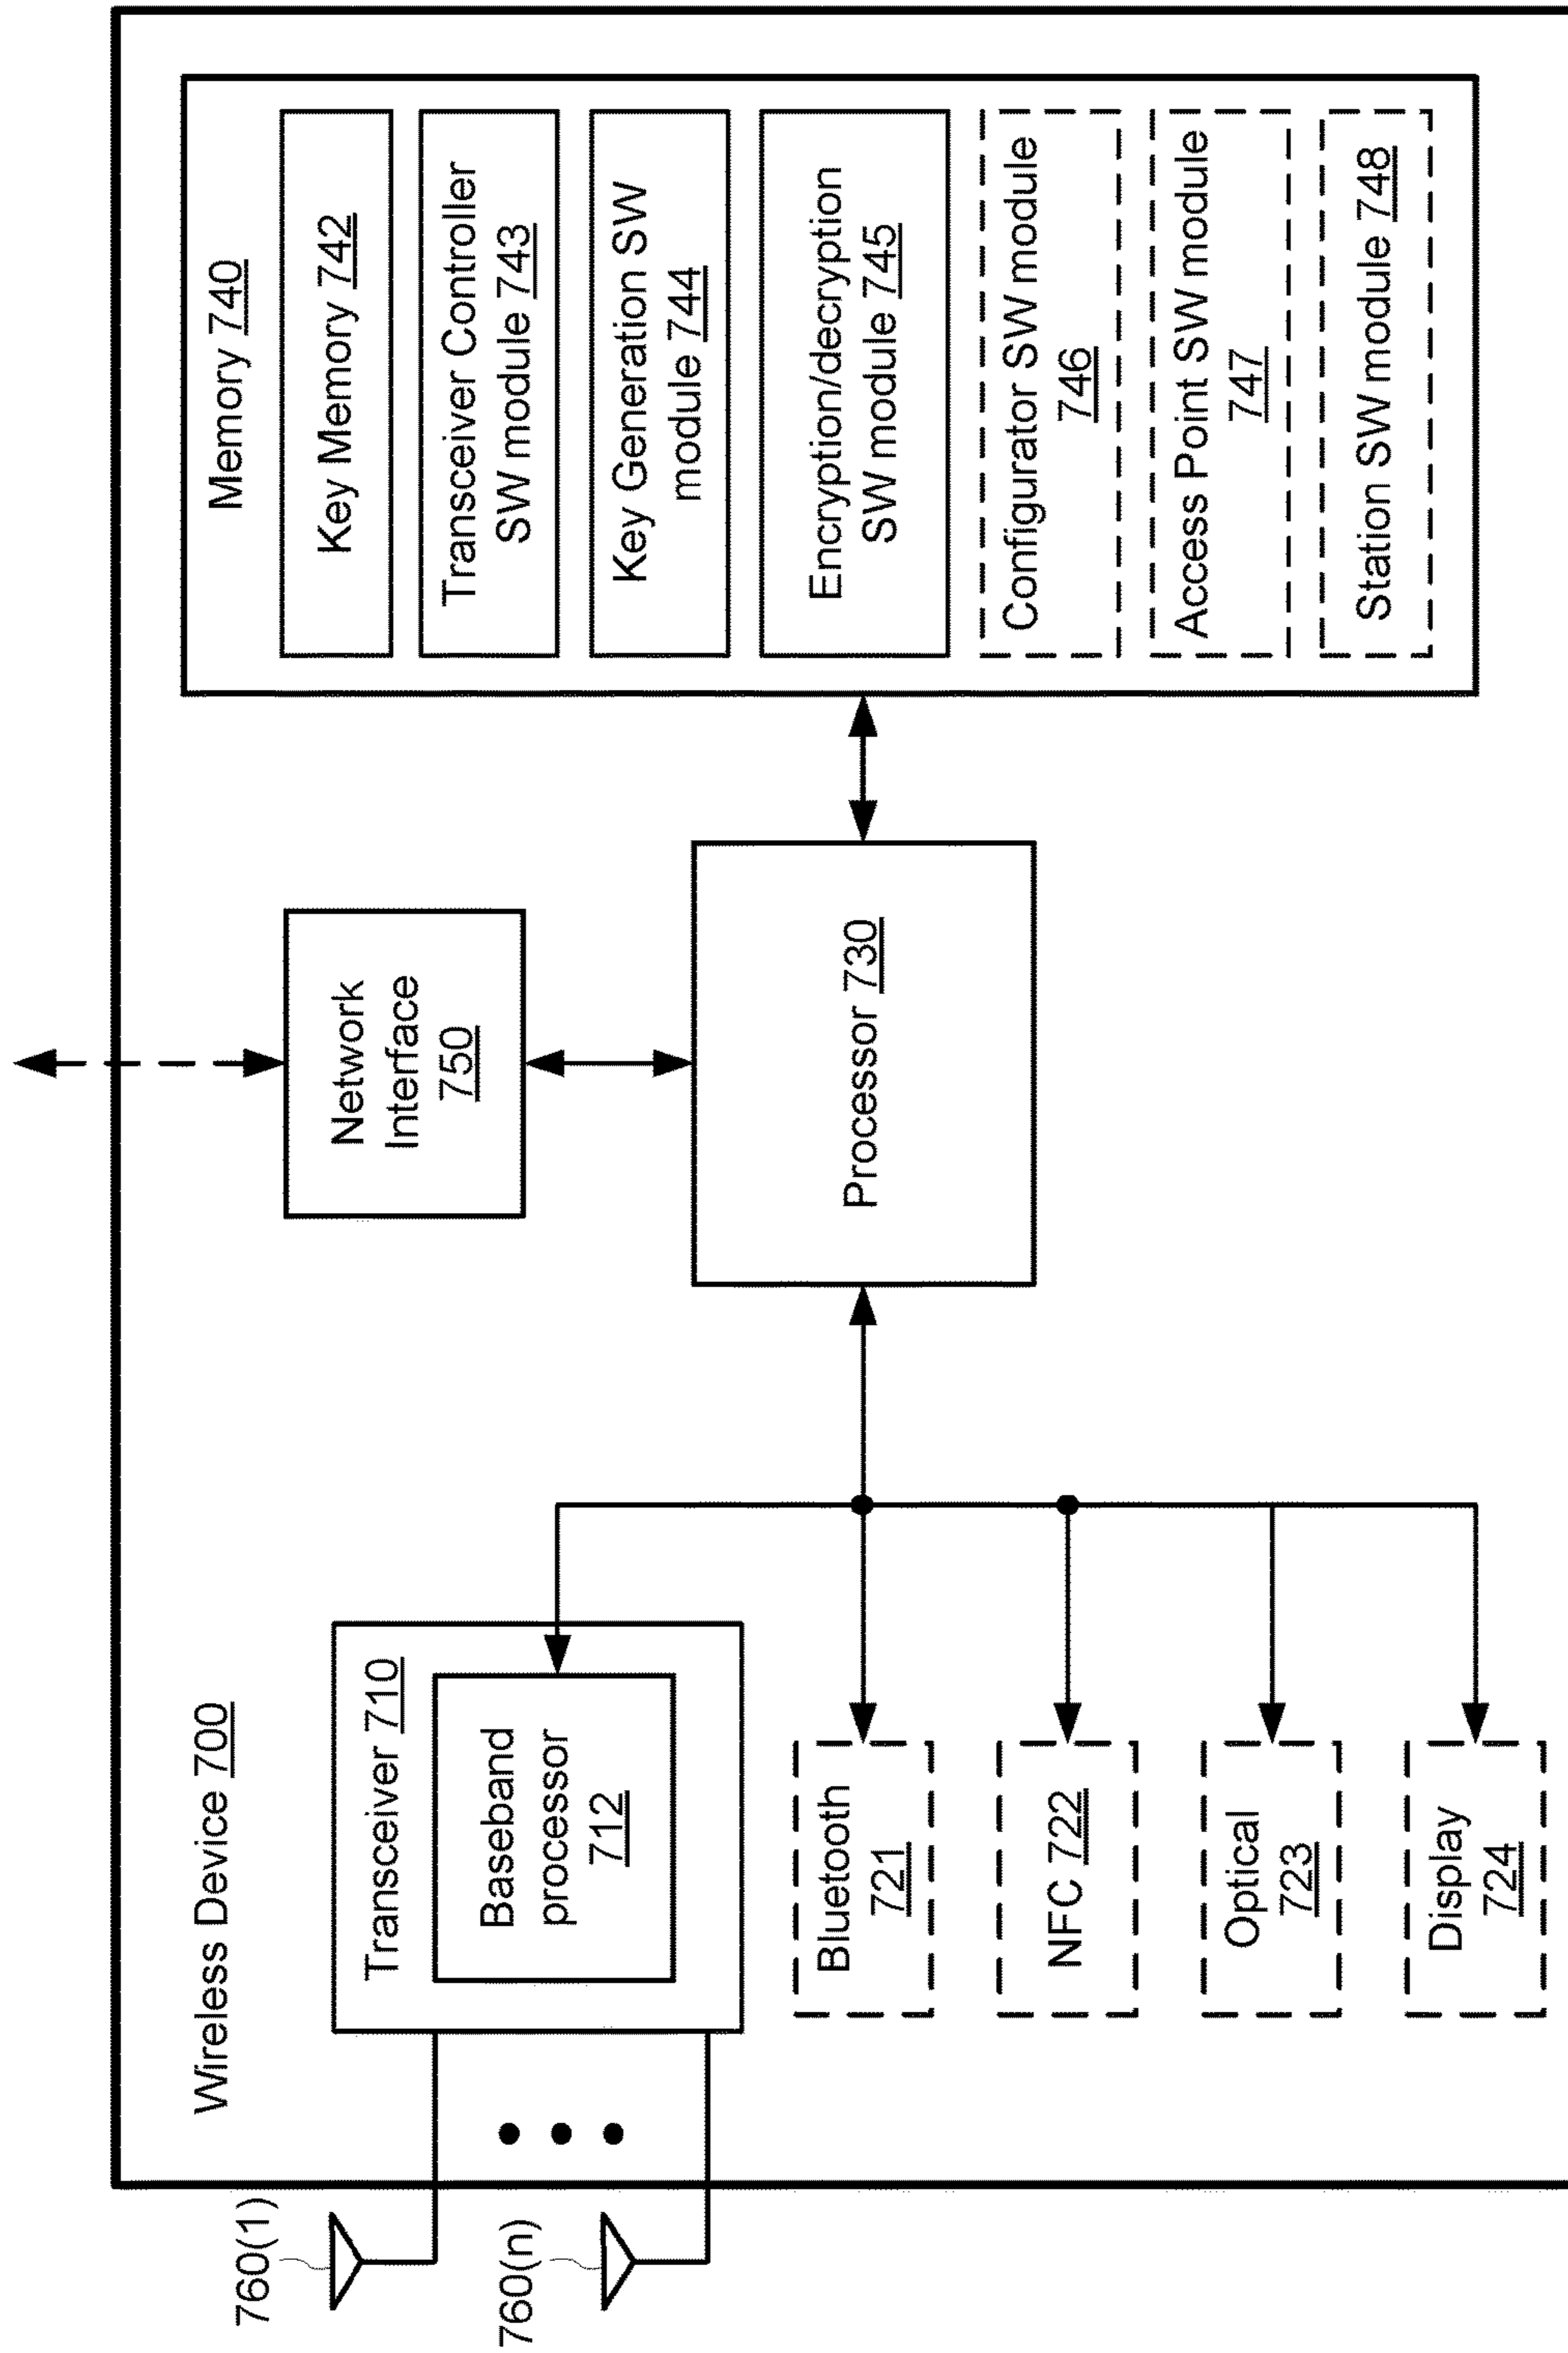 Wireless Device 700
760(1)
760(n)
Transceiver 710
Baseband
processor
712
Bluetooth
721
NFC 722
Optical
723
Display
724
Network
Interface
750
Processor 730
Memory 740
Key Memory 742
Transceiver Controller
SW module 743
Key Generation SW
module 744
Encryption/decryption
SW module 745
Configurator SW module
746
Access Point SW module
747
Station SW module 748